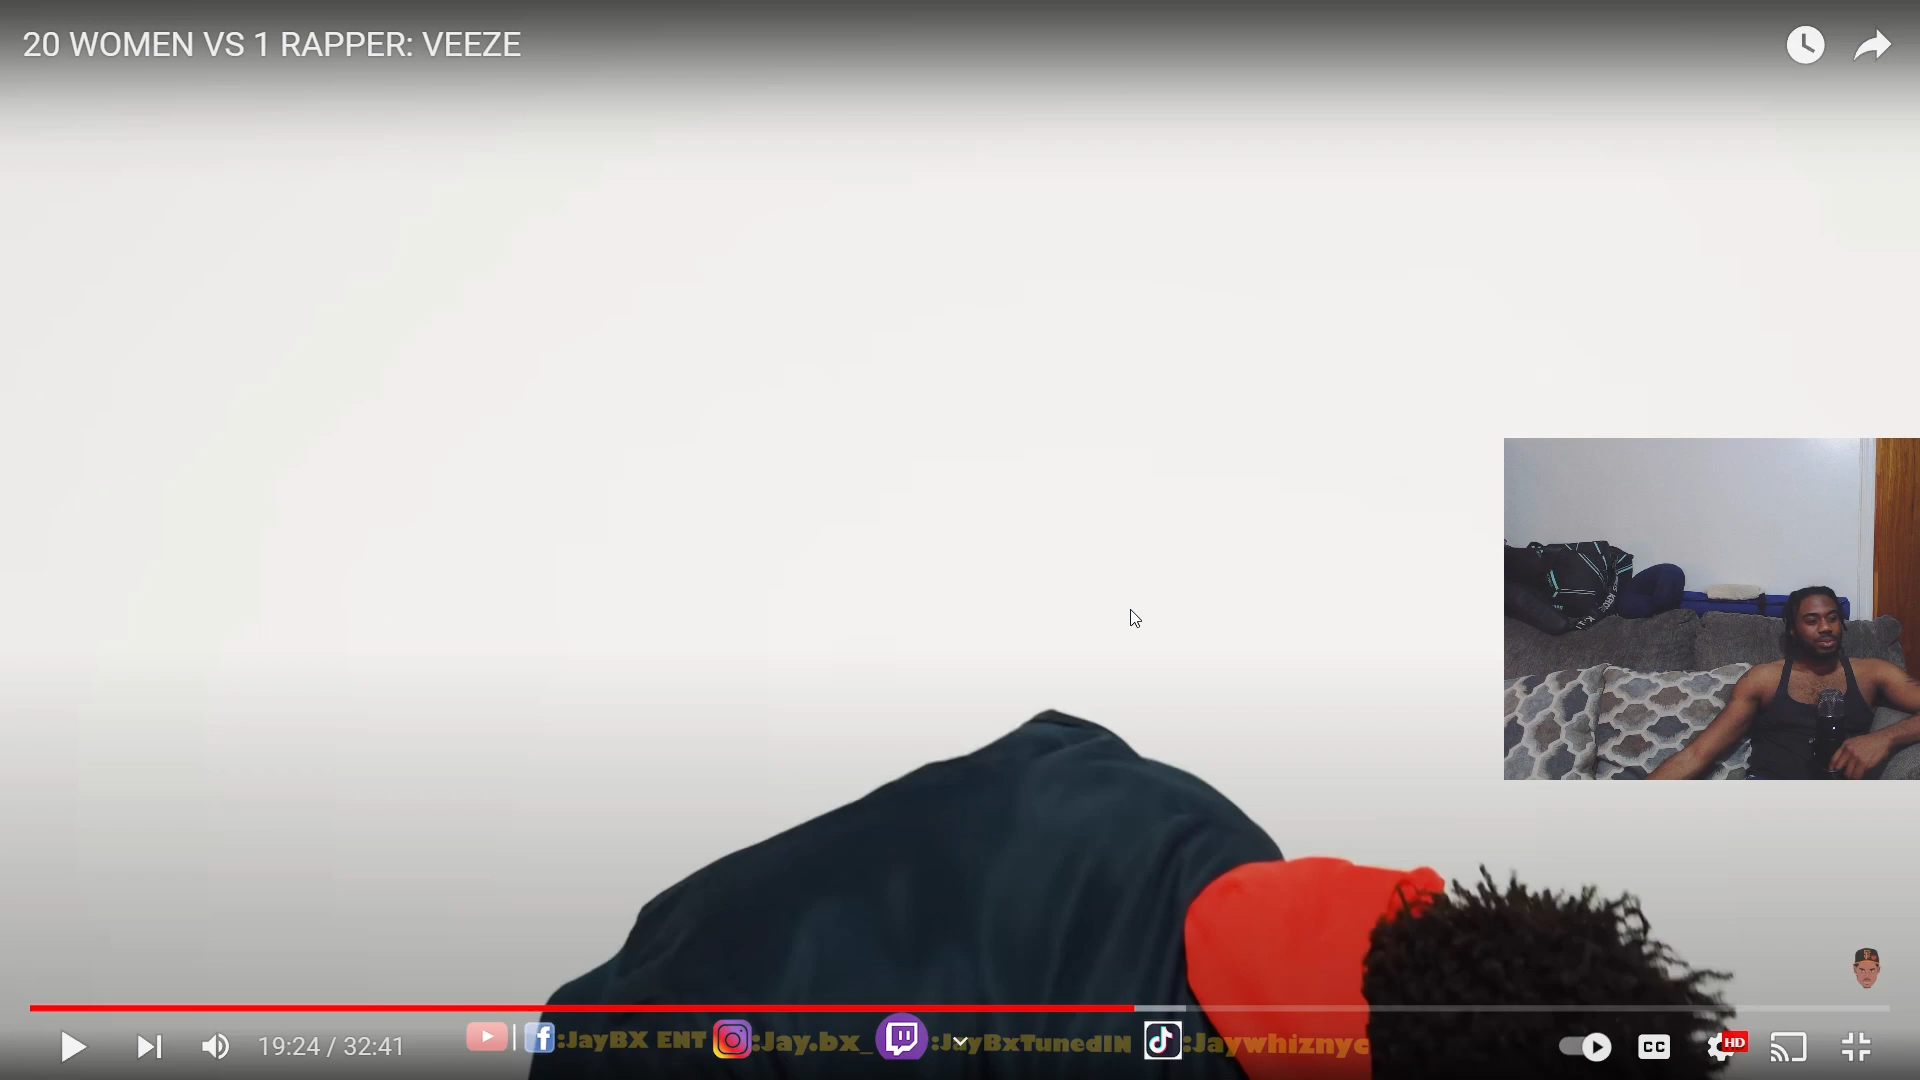 20 WOMEN VS 1 RAPPER: VEEZE
19:24 / 32:41
:JayBX ENT
:Jay.bx_
:JayBxTunedIN
:Jaywhiznyc
CC
HD